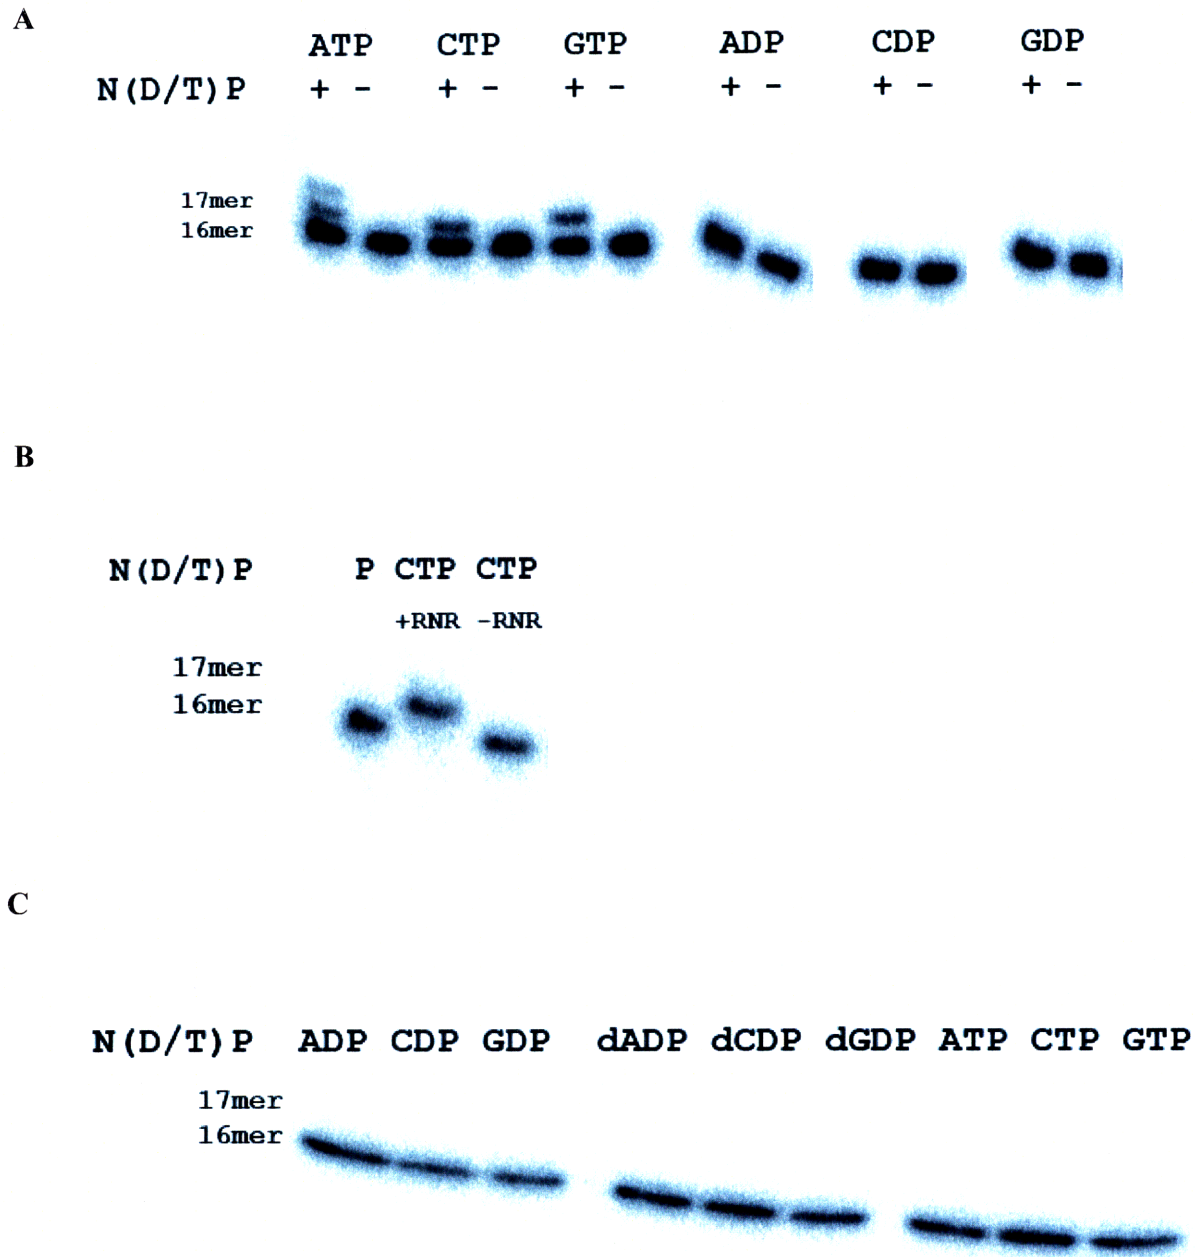 A
ATP CTP GTP ADP CDP GDP
N(D/T)P + - + - + - + - + - + -
17mer
16mer
B
N(D/T)P P CTP CTP
+RNR -RNR
17mer
16mer
C
N(D/T)P ADP CDP GDP dADP dCDP dGDP ATP CTP GTP
17mer
16mer